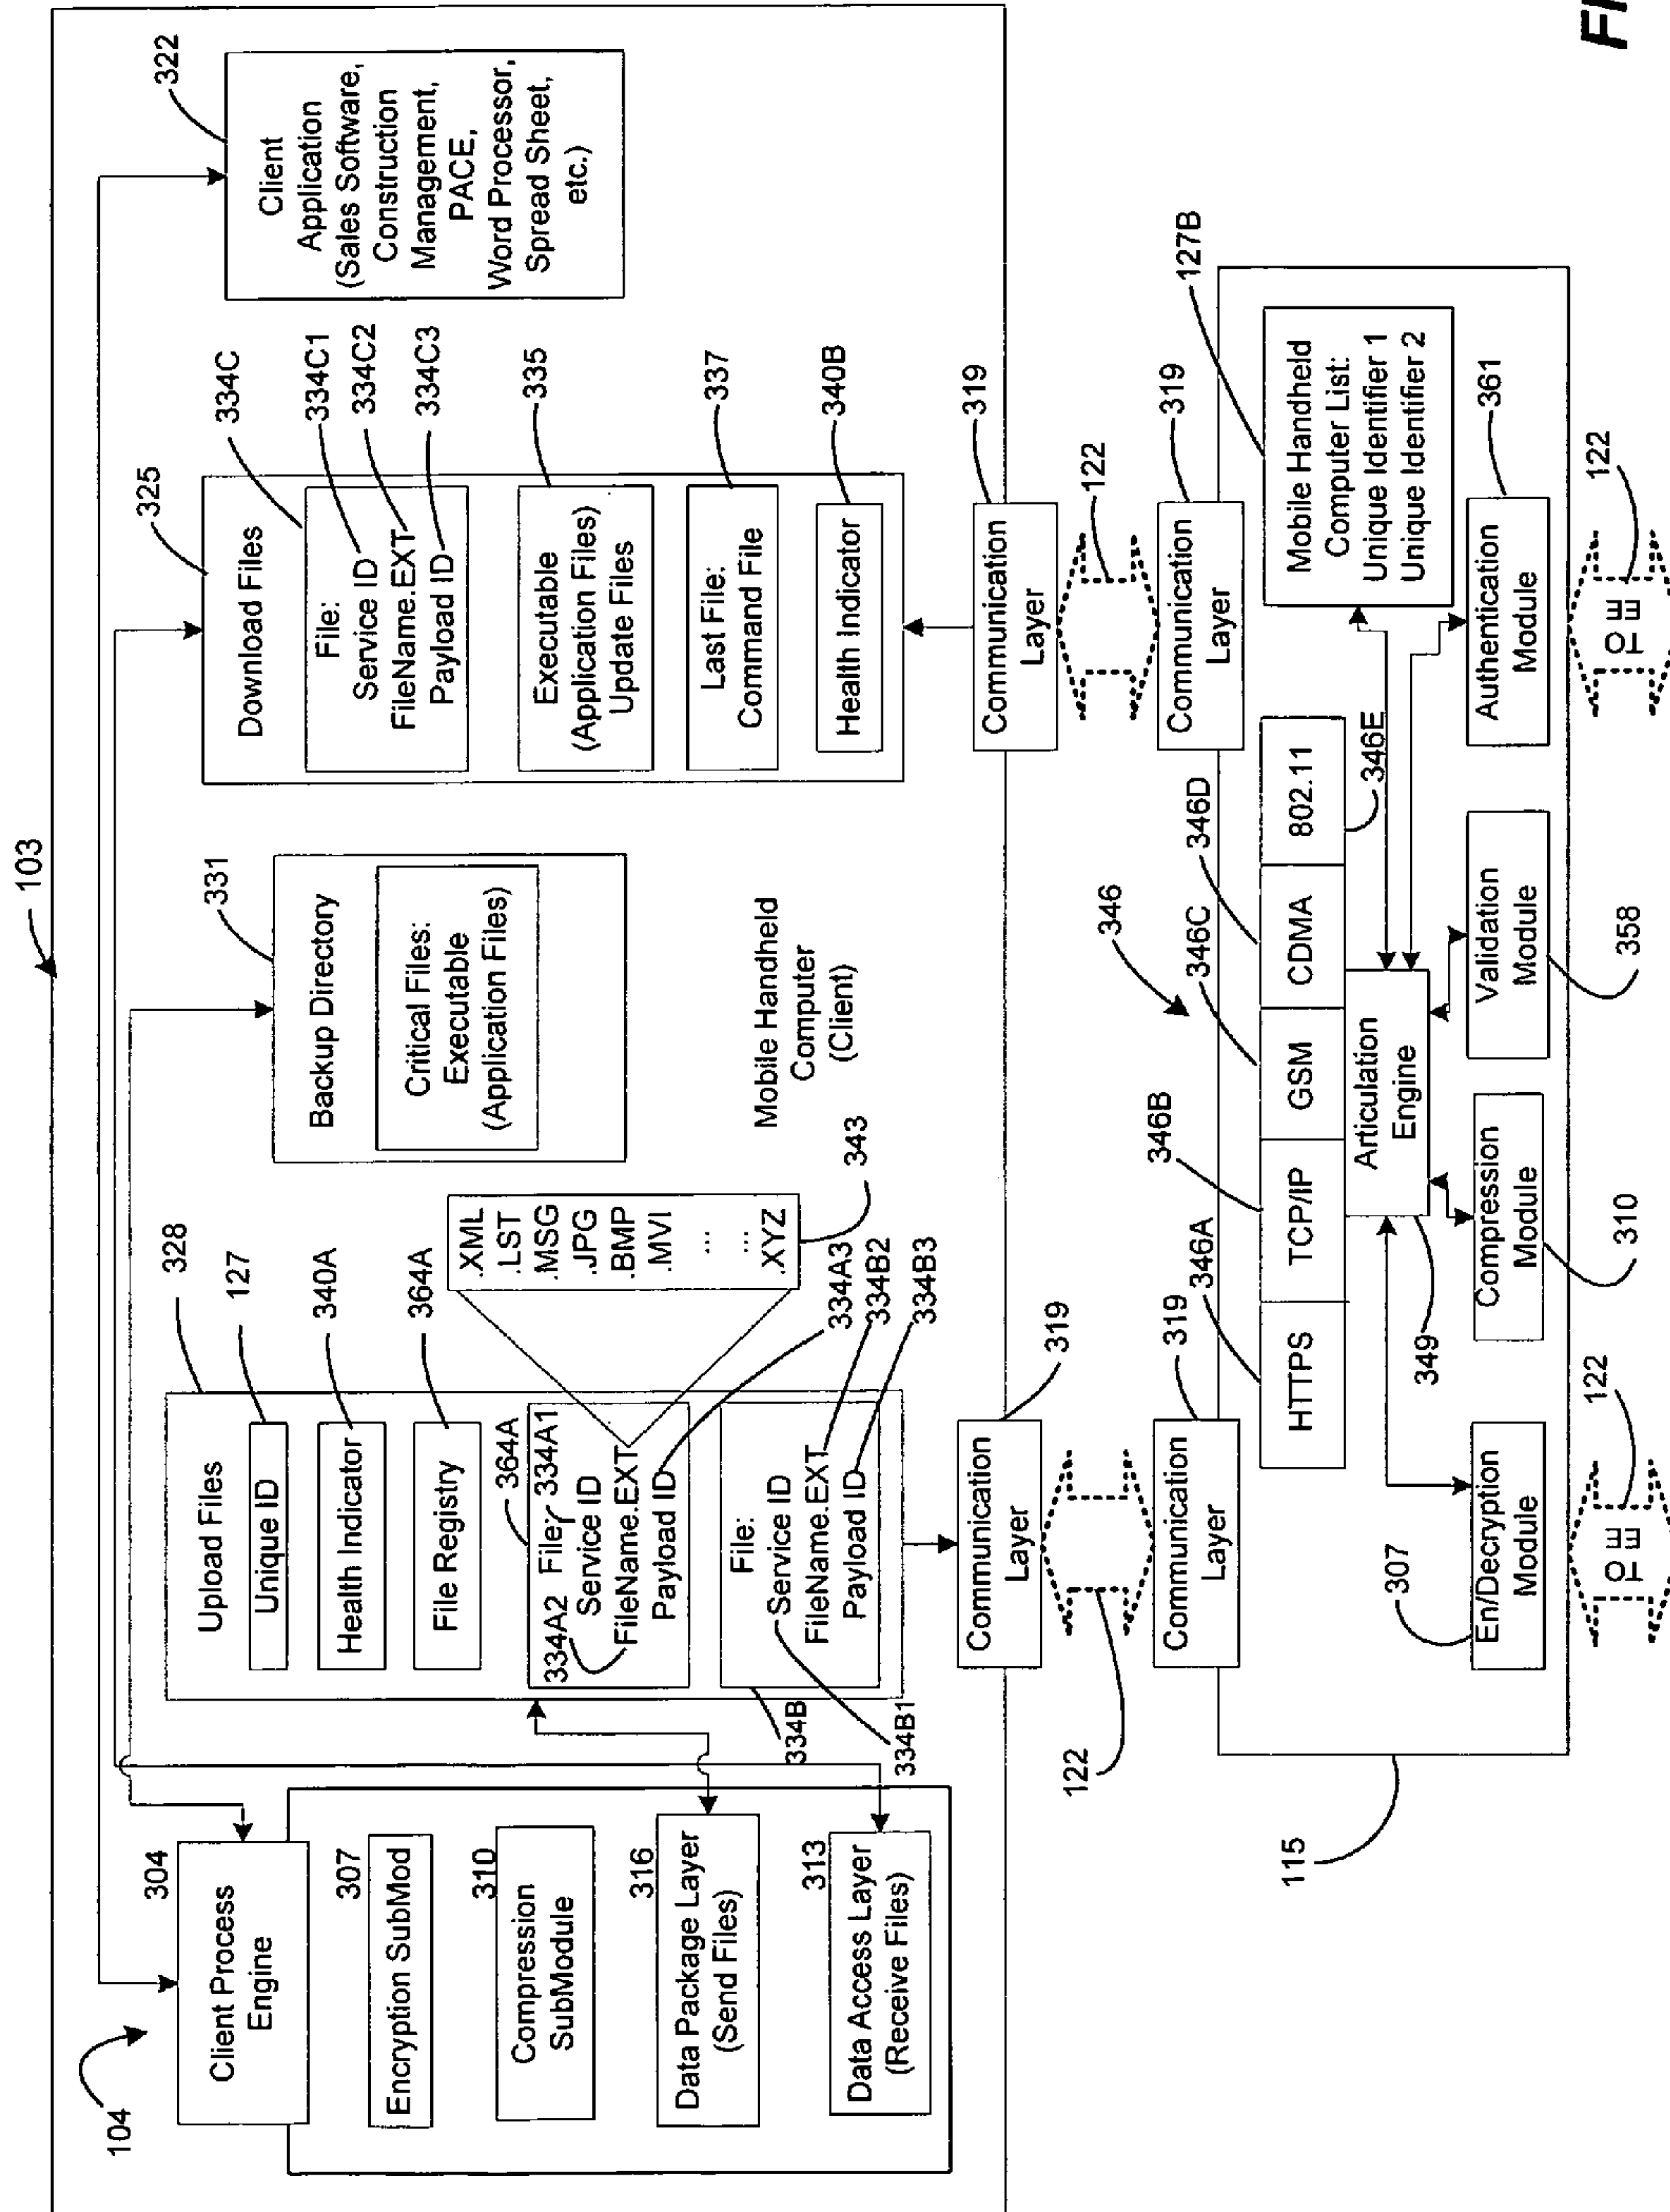 103
104
304
Client Process
Engine
307
Encryption SubMod
310
Compression
SubModule
316
Data Package Layer
(Send Files)
313
Data Access Layer
(Receive Files)
328
Upload Files
127
Unique ID
340A
Health Indicator
364A
File Registry
364A
334A2 File: 334A1
Service ID
FileName.EXT
Payload ID
334A3
334B
File:
Service ID
FileName.EXT
Payload ID
334B1
334B2
334B3
.XML
.LST
.MSG
.JPG
.BMP
.MVI
...
...
.XYZ
343
331
Backup Directory
Critical Files:
Executable
(Application Files)
Mobile Handheld
Computer
(Client)
325
Download Files
334C
File:
Service ID
FileName.EXT
Payload ID
334C1
334C2
334C3
335
Executable
(Application Files)
Update Files
337
Last File:
Command File
340B
Health Indicator
322
Client
Application
(Sales Software,
Construction
Management,
PACE,
Word Processor,
Spread Sheet,
etc.)
Communication
Layer
319
Communication
Layer
319
122
122
Communication
Layer
319
Communication
Layer
319
115
346
346A
346B
346C
346D
346E
HTTPS
TCP/IP
GSM
CDMA
802.11
Articulation
Engine
349
127B
Mobile Handheld
Computer List:
Unique Identifier 1
Unique Identifier 2
307
En/Decryption
Module
Compression
Module
310
Validation
Module
358
Authentication
Module
361
122
TO
122
TO